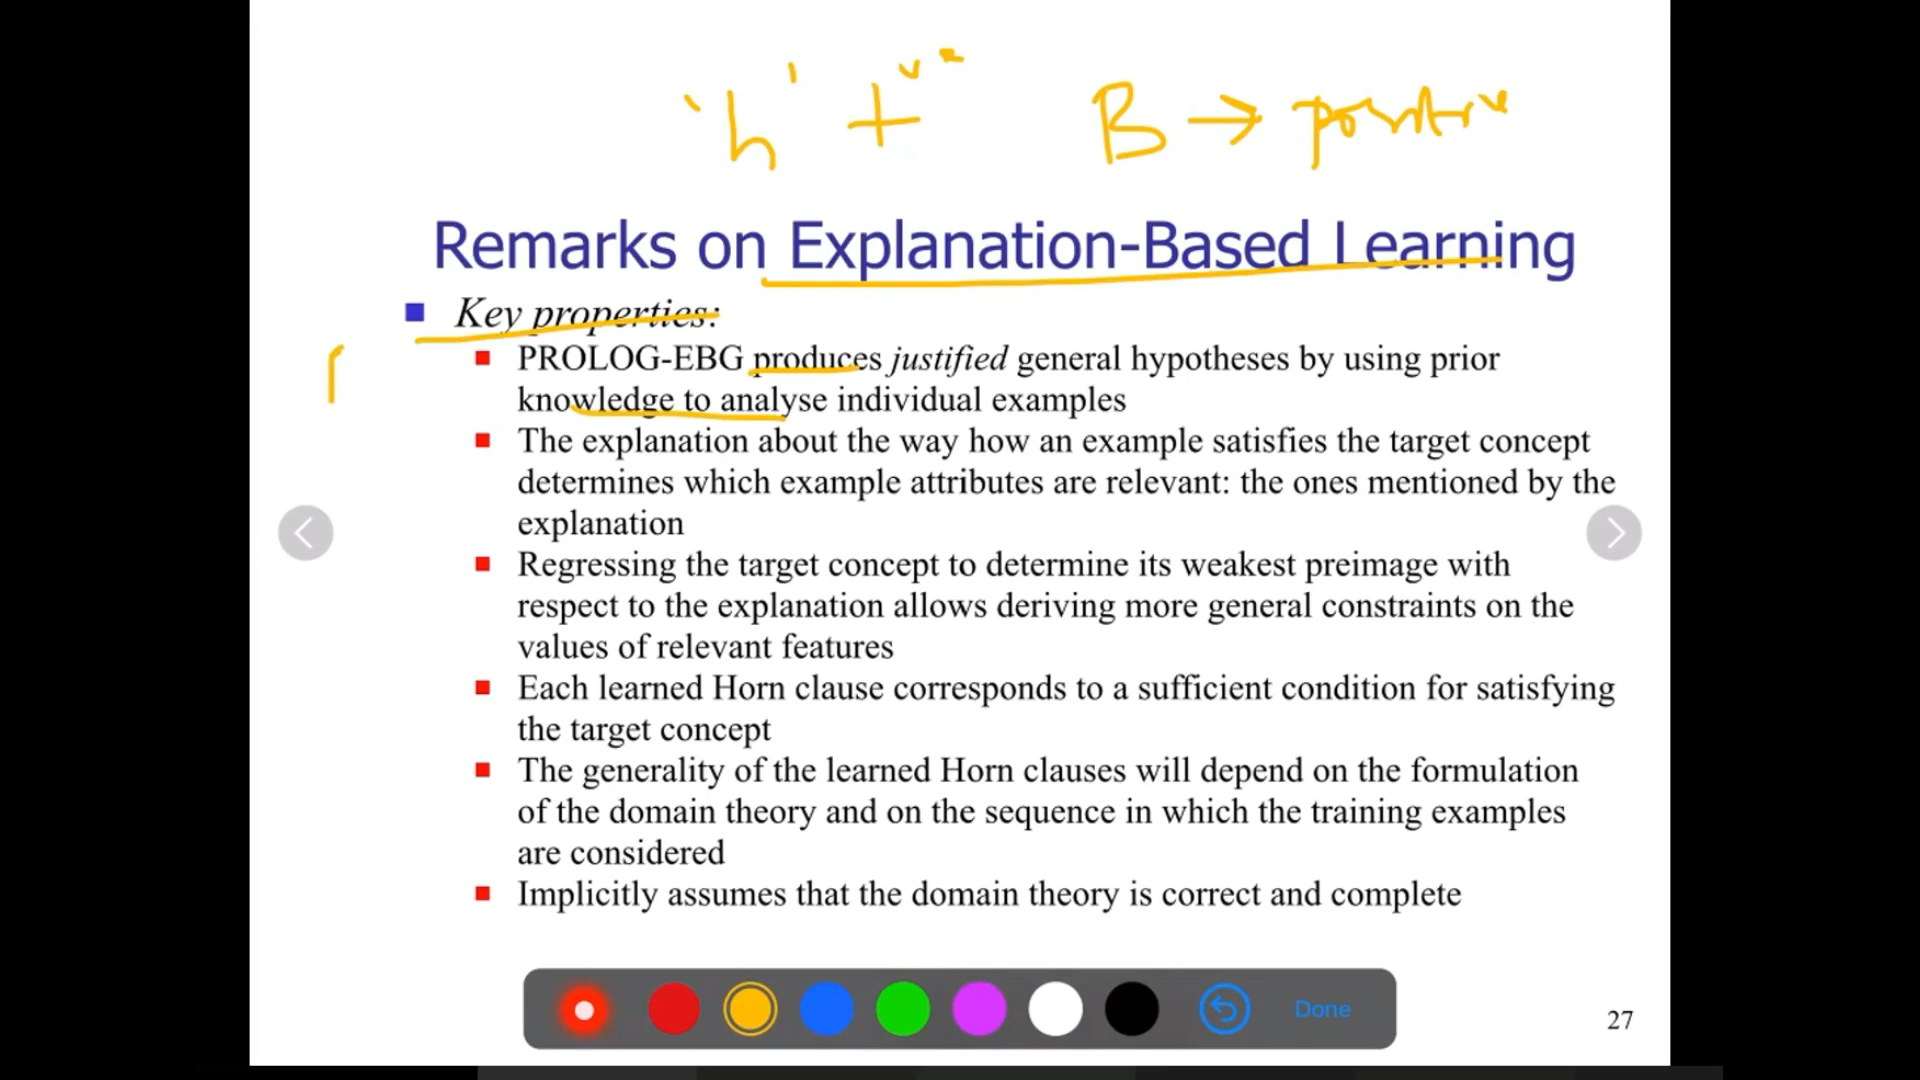 'h' +ve B → positive
Remarks on Explanation-Based Learning
Key properties:
PROLOG-EBG produces justified general hypotheses by using prior
knowledge to analyse individual examples
The explanation about the way how an example satisfies the target concept
determines which example attributes are relevant: the ones mentioned by the
explanation
Regressing the target concept to determine its weakest preimage with
respect to the explanation allows deriving more general constraints on the
values of relevant features
Each learned Horn clause corresponds to a sufficient condition for satisfying
the target concept
The generality of the learned Horn clauses will depend on the formulation
of the domain theory and on the sequence in which the training examples
are considered
Implicitly assumes that the domain theory is correct and complete
Done
27